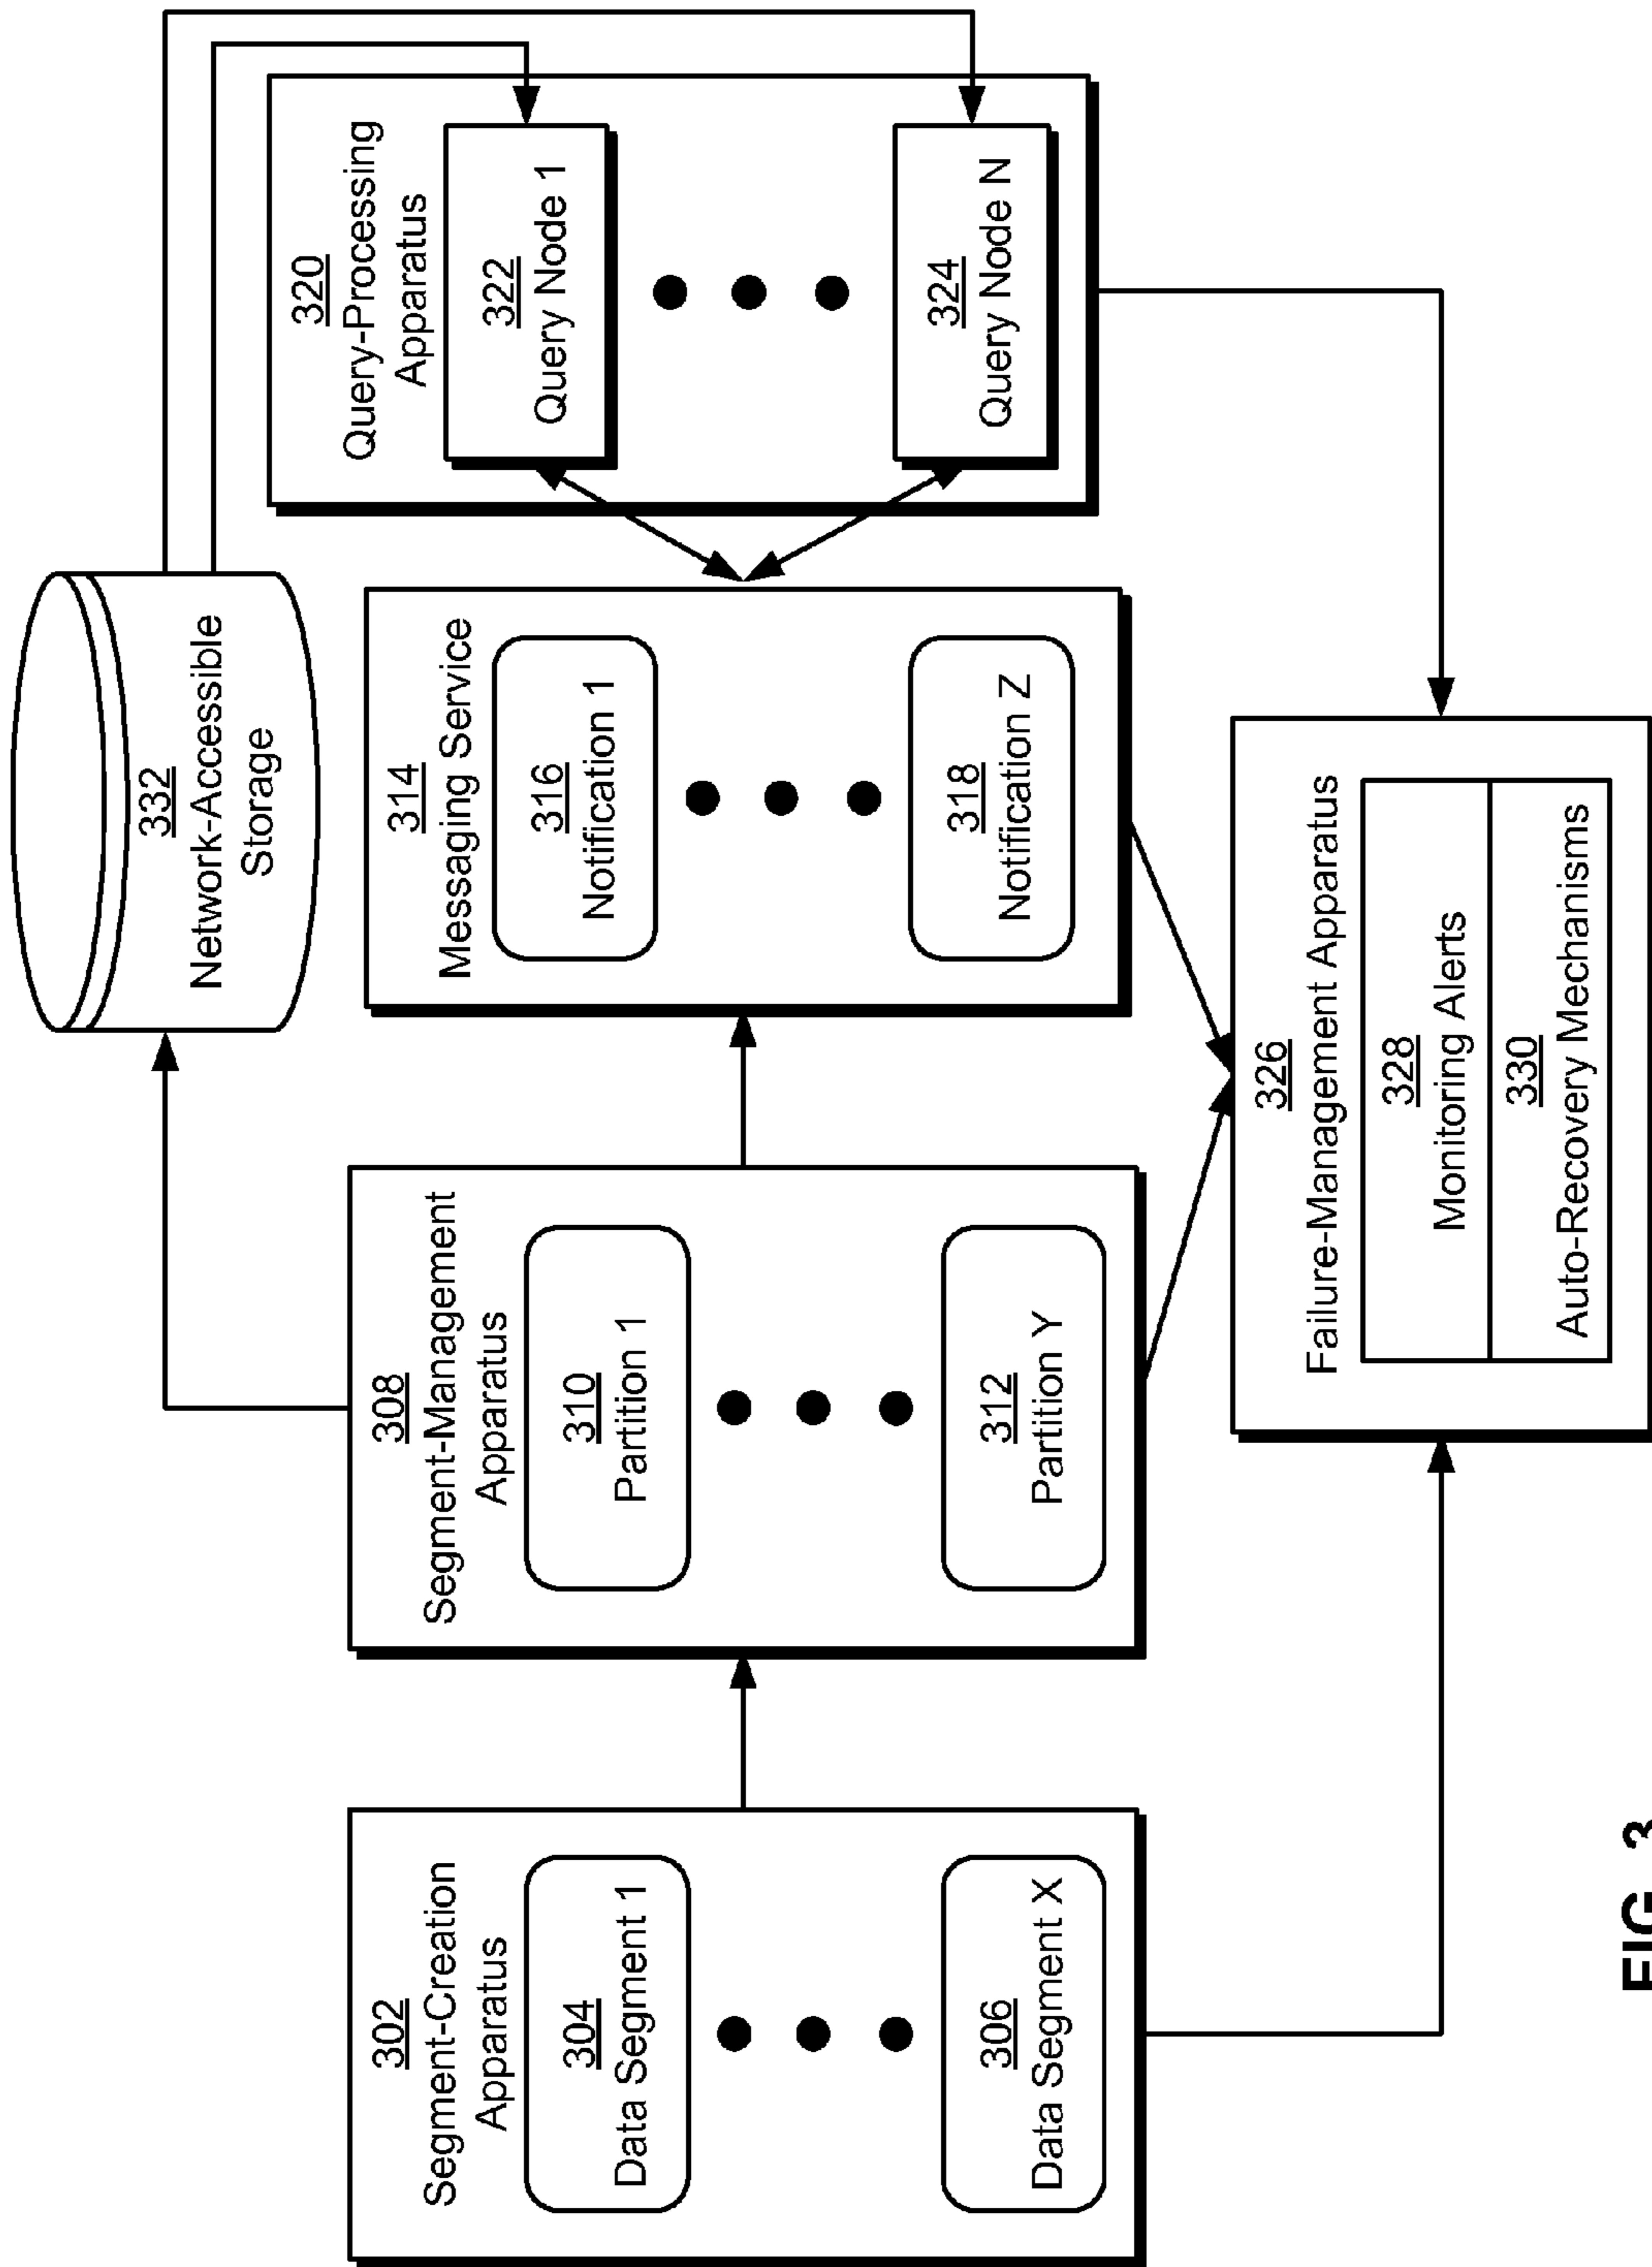 332
Network-Accessible
Storage
302
Segment-Creation
Apparatus
304
Data Segment 1
306
Data Segment X
308
Segment-Management
Apparatus
310
Partition 1
312
Partition Y
314
Messaging Service
316
Notification 1
318
Notification Z
320
Query-Processing
Apparatus
322
Query Node 1
324
Query Node N
326
Failure-Management Apparatus
328
Monitoring Alerts
330
Auto-Recovery Mechanisms
FIG. 3